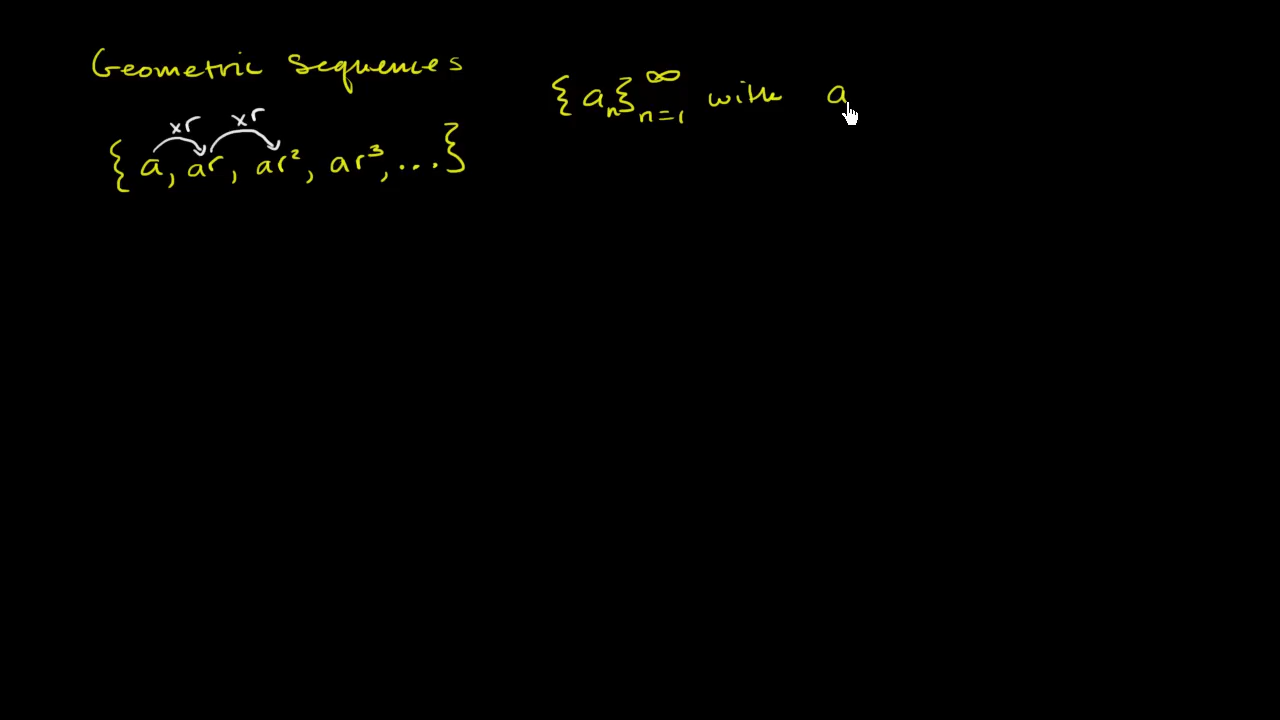 Geometric Sequences
{a_n}_{n=1}^∞ with a
×r ×r
{a, ar, ar², ar³, ...}